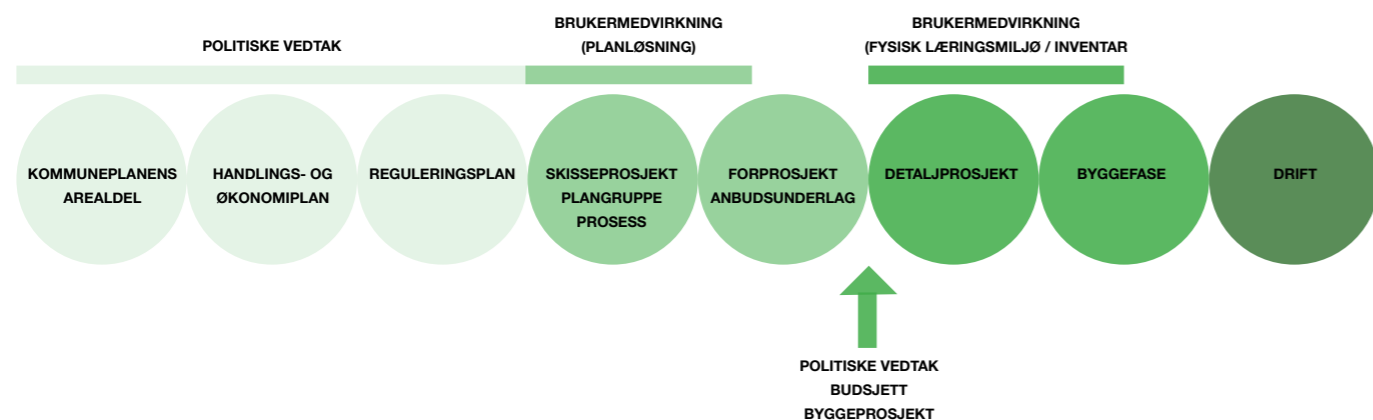 POLITISKE VEDTAK
BRUKERMEDVIRKNING
(PLANLØSNING)
BRUKERMEDVIRKNING
(FYSISK LÆRINGSMILJØ / INVENTAR
KOMMUNEPLANENS
AREALDEL
HANDLINGS- OG
ØKONOMIPLAN
REGULERINGSPLAN
SKISSEPROSJEKT
PLANGRUPPE
PROSESS
FORPROSJEKT
ANBUDSUNDERLAG
DETALJPROSJEKT
BYGGEFASE
DRIFT
POLITISKE VEDTAK
BUDSJETT
BYGGEPROSJEKT